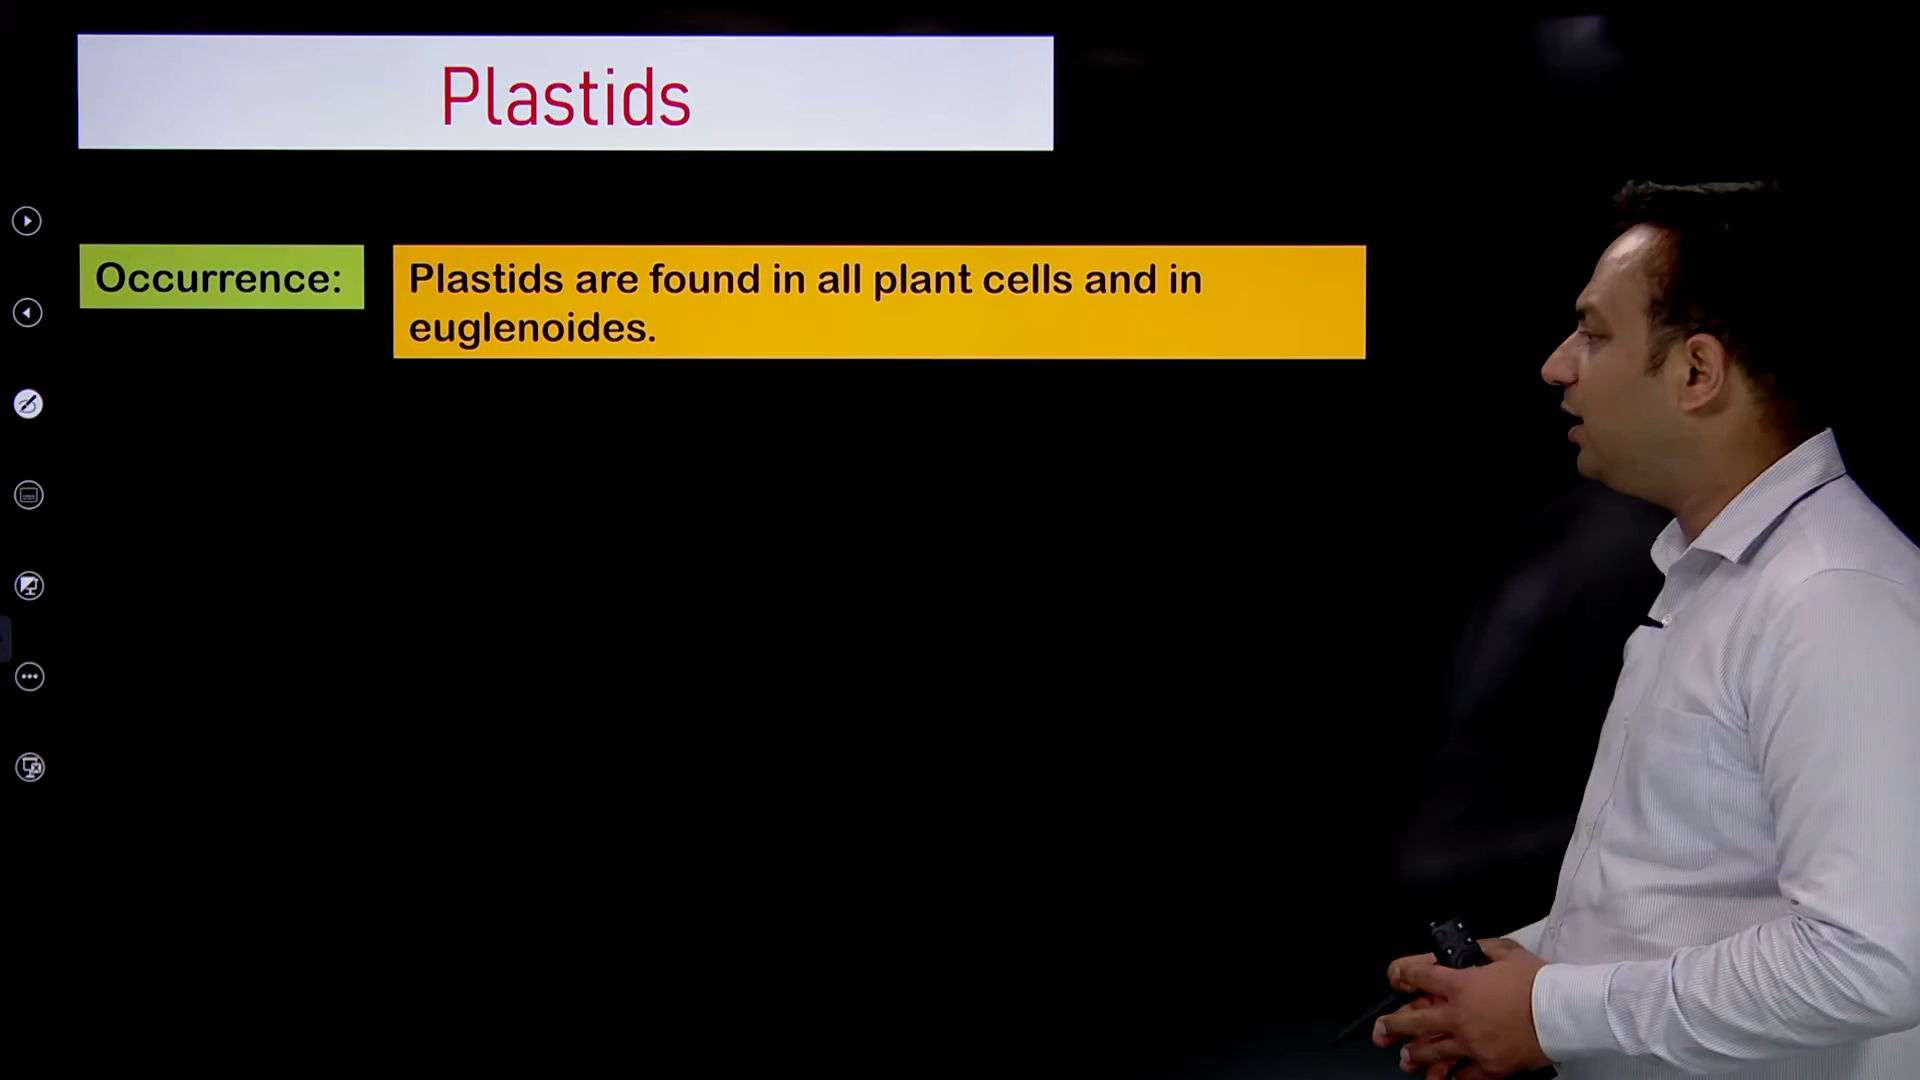 Plastids
Occurrence:
Plastids are found in all plant cells and in
euglenoides.